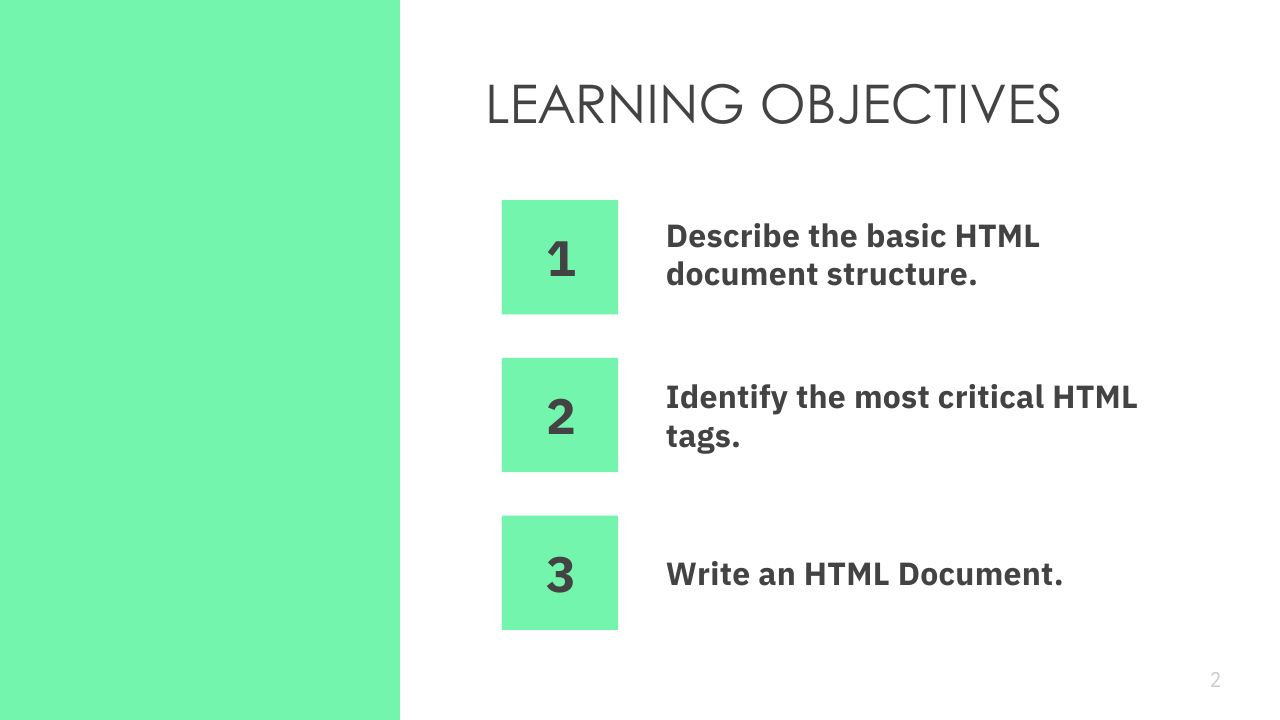 LEARNING OBJECTIVES
1
Describe the basic HTML
document structure.
2
Identify the most critical HTML
tags.
3
Write an HTML Document.
2